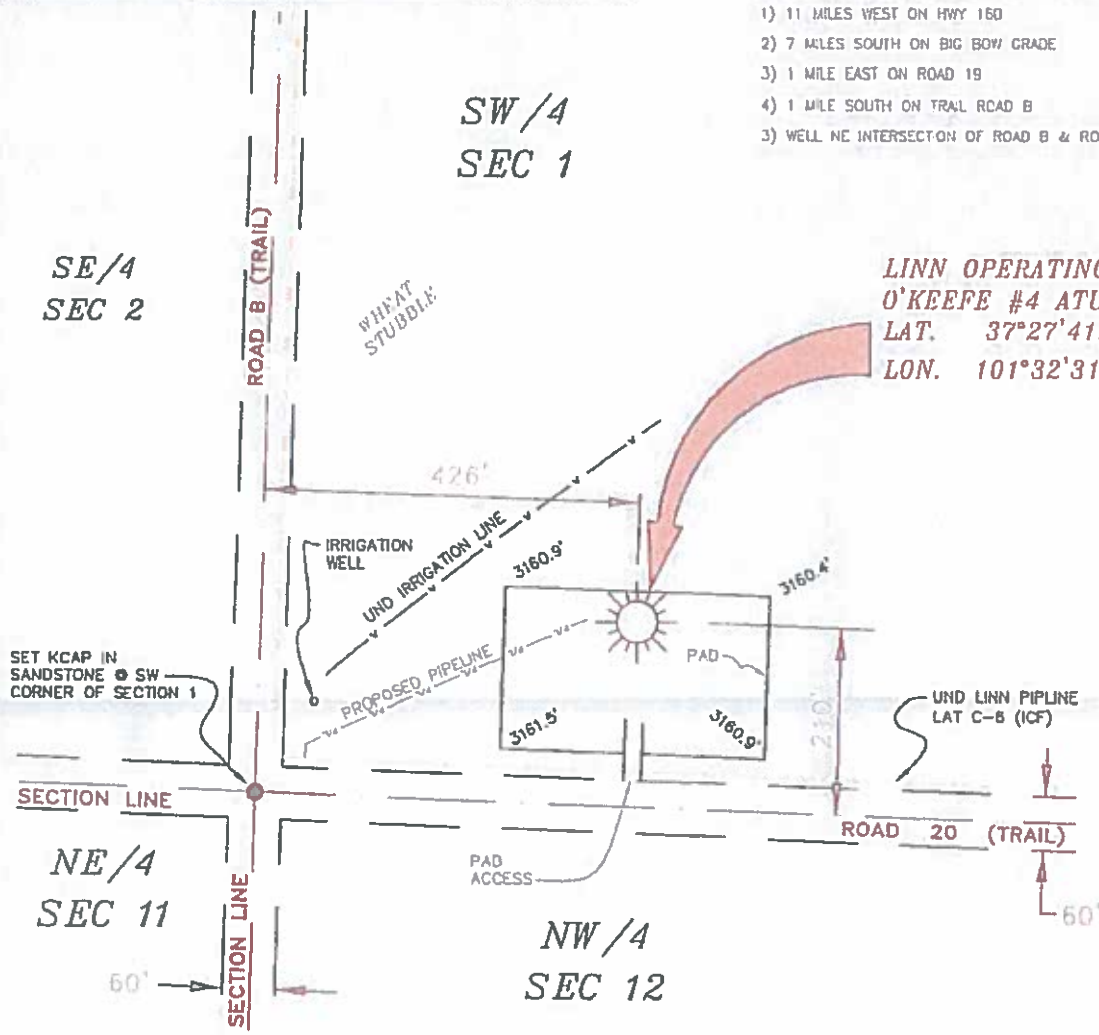 1) 11 MILES WEST ON HWY 160
2) 7 MILES SOUTH ON BIG BOW GRADE
3) 1 MILE EAST ON ROAD 19
4) 1 MILE SOUTH ON TRAIL ROAD B
3) WELL NE INTERSECTION OF ROAD B & RO
SW/4
SEC 1
SE/4
SEC 2
ROAD B (TRAIL)
WHEAT
STUBBLE
LINN OPERATING
O'KEEFE #4 ATU
LAT. 37°27'41
LON. 101°32'31
426'
IRRIGATION
WELL
UND IRRIGATION LINE
3160.9'
3160.4'
PROPOSED PIPELINE
PAD
SET KCAP IN
SANDSTONE @ SW
CORNER OF SECTION 1
3161.5'
3160.9'
210'
UND LINN PIPLINE
LAT C-6 (ICF)
SECTION LINE
ROAD 20 (TRAIL)
PAD
ACCESS
NE/4
SEC 11
SECTION LINE
NW/4
SEC 12
60'
60'